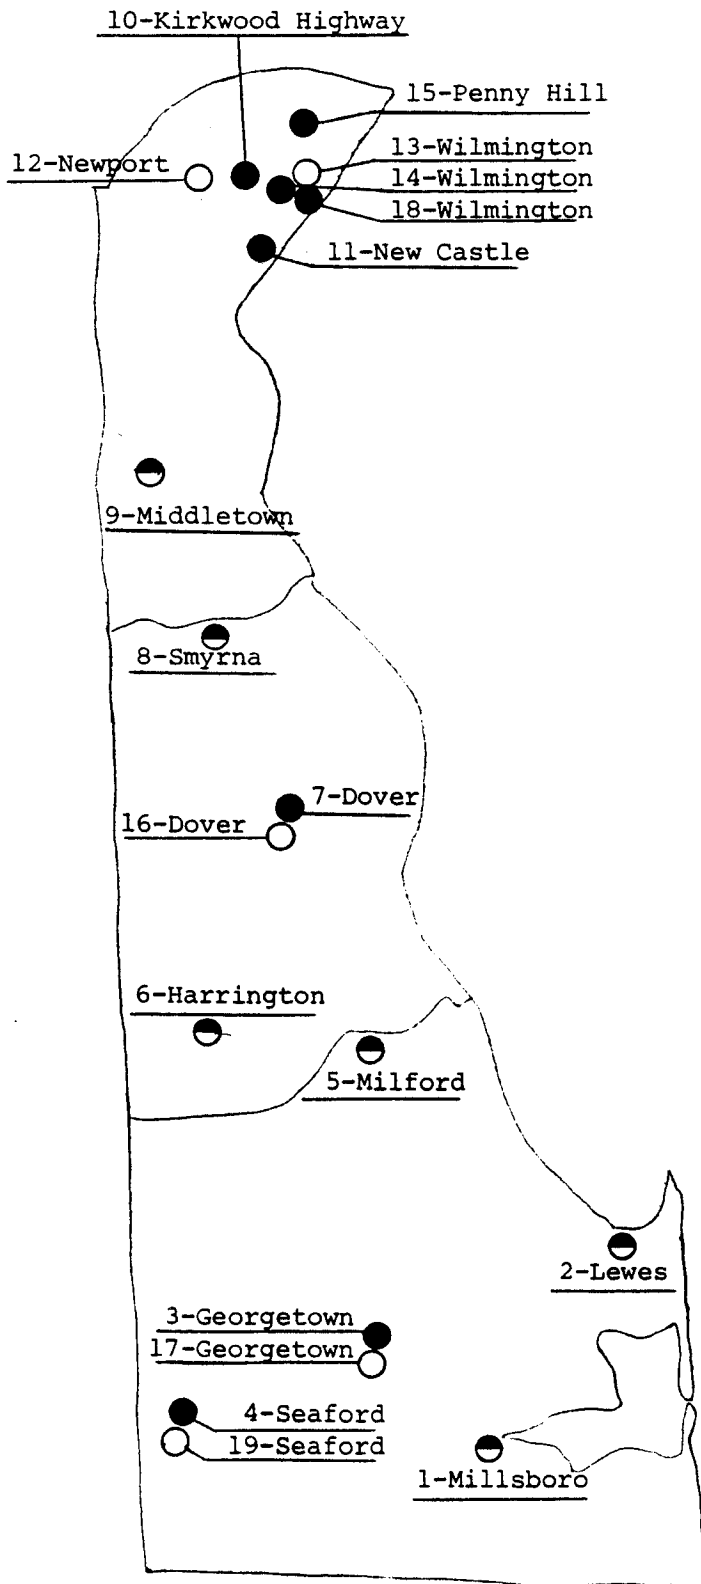 10-Kirkwood Highway
15-Penny Hill
13-Wilmington
12-Newport
14-Wilmington
18-Wilmington
11-New Castle
9-Middletown
8-Smyrna
7-Dover
16-Dover
6-Harrington
5-Milford
2-Lewes
3-Georgetown
17-Georgetown
4-Seaford
19-Seaford
1-Millsboro